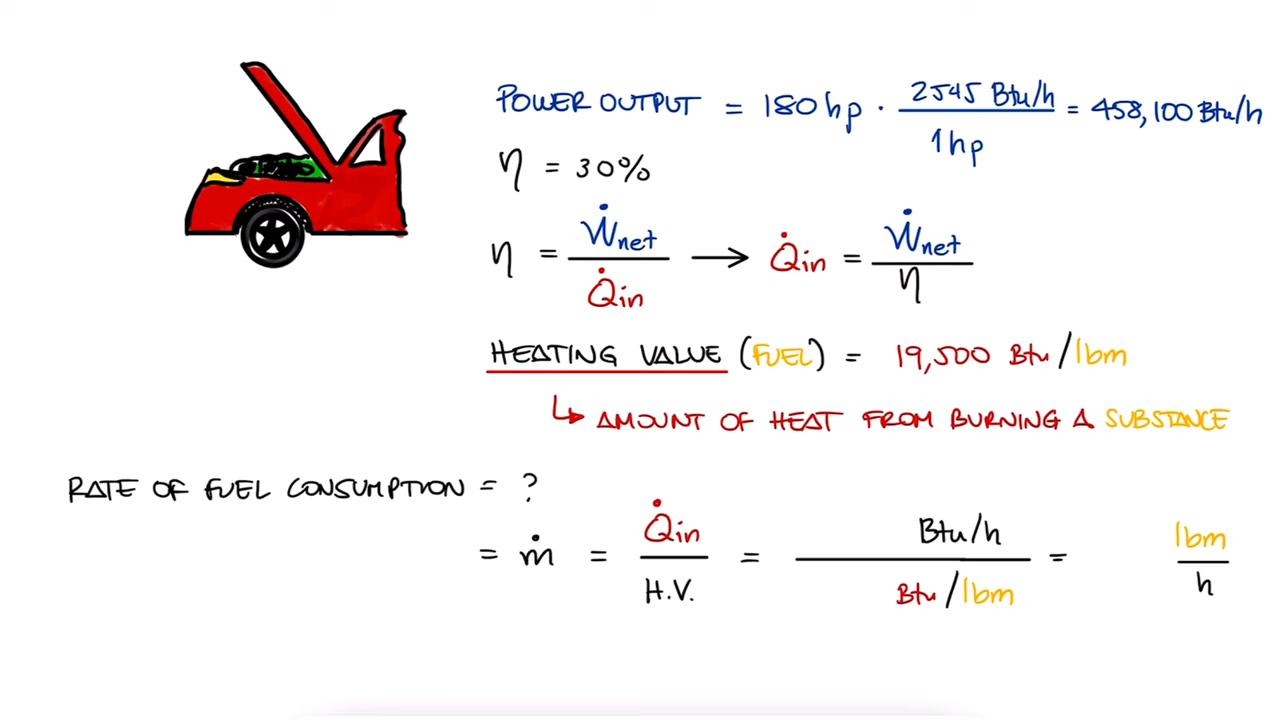 POWER OUTPUT = 180 hp · 2545 Btu/h / 1 hp = 458,100 Btu/h
η = 30%
η = Ẇnet / Q̇in → Q̇in = Ẇnet / η
HEATING VALUE (FUEL) = 19,500 Btu/lbm
↳ AMOUNT OF HEAT FROM BURNING A SUBSTANCE
RATE OF FUEL CONSUMPTION = ?
= ṁ = Q̇in / H.V. = Btu/h / Btu/lbm = lbm / h